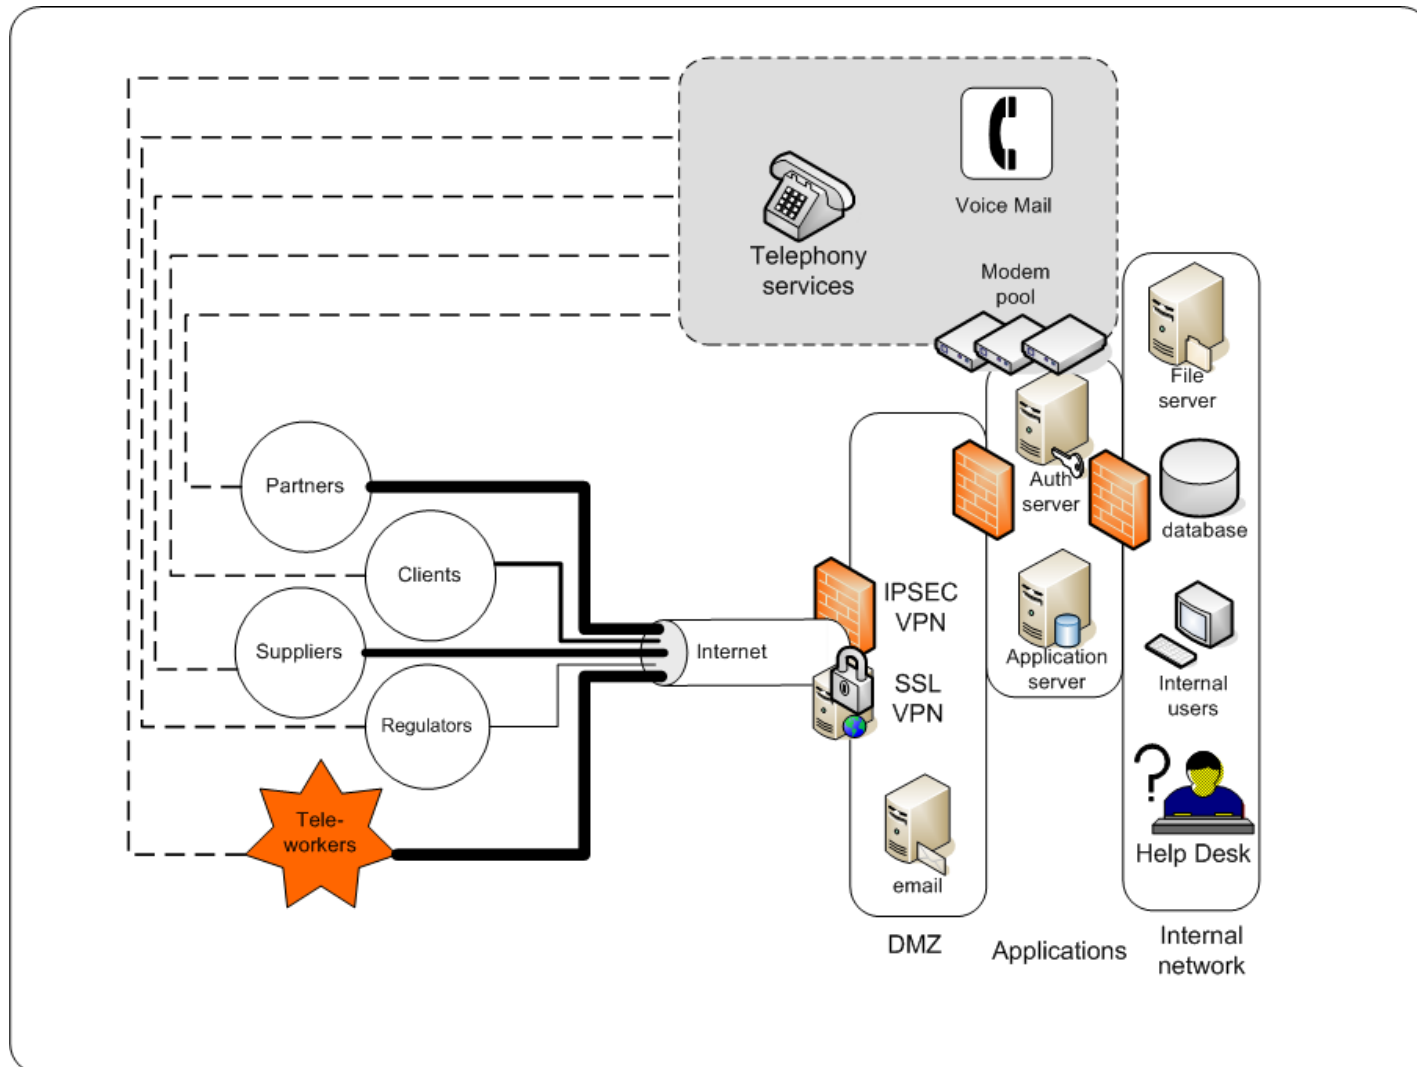 Voice Mail
Telephony
services
Modem
pool
File
server
Partners
Auth
server
database
Clients
IPSEC
VPN
Suppliers
Internet
Application
server
SSL
VPN
Internal
users
Regulators
Tele-
workers
email
Help Desk
DMZ
Applications
Internal
network